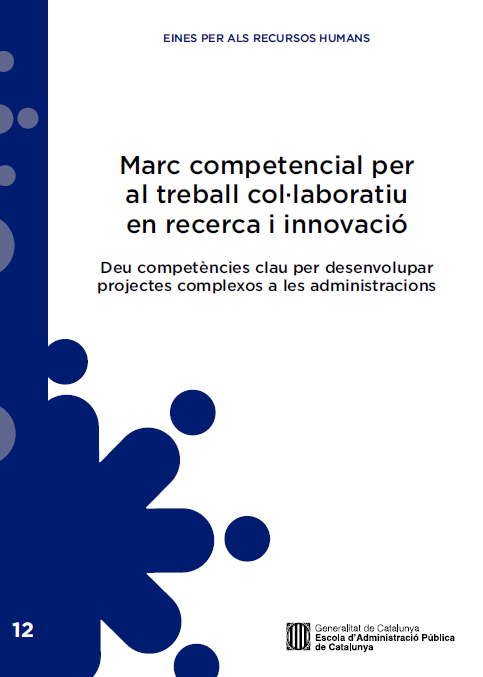 EINES PER ALS RECURSOS HUMANS
Marc competencial per
al treball col·laboratiu
en recerca i innovació
Deu competències clau per desenvolupar
projectes complexos a les administracions
12
Generalitat de Catalunya
Escola d'Administració Pública
de Catalunya